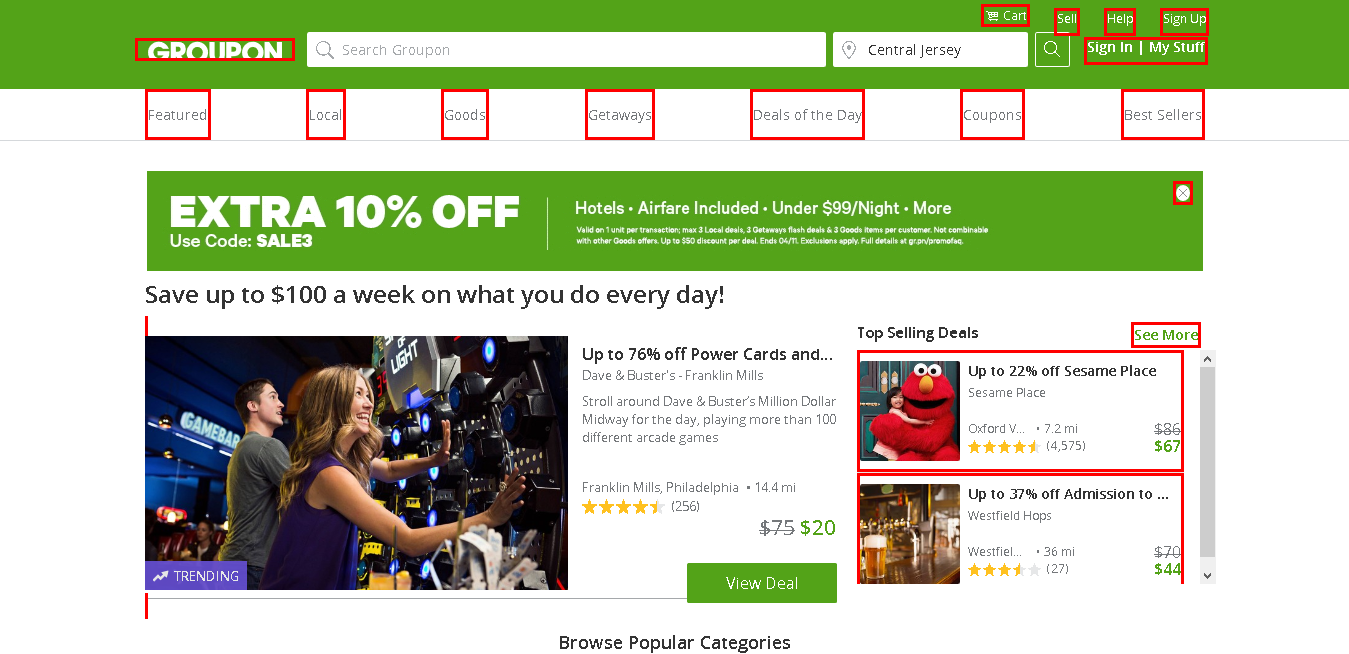 Cart
Sell
Help
Sign Up
GROUPON
Search Groupon
Central Jersey
Sign In | My Stuff
Featured
Local
Goods
Getaways
Deals of the Day
Coupons
Best Sellers
EXTRA 10% OFF
Use Code: SALE3
Hotels • Airfare Included • Under $99/Night • More
Valid on 1 unit per transaction; max 3 Local deals, 3 Getaways flash deals & 3 Goods items per customer. Not combinable
with other Goods offers. Up to $50 discount per deal. Ends 04/11. Exclusions apply. Full details at gr.pn/promofaq.
Save up to $100 a week on what you do every day!
OF
LIGHT
GAMEBAR
TRENDING
Up to 76% off Power Cards and...
Dave & Buster's - Franklin Mills
Stroll around Dave & Buster's Million Dollar
Midway for the day, playing more than 100
different arcade games
Franklin Mills, Philadelphia • 14.4 mi
(256)
$75 $20
View Deal
Top Selling Deals
See More
Up to 22% off Sesame Place
Sesame Place
Oxford V... • 7.2 mi
$86
(4,575)
$67
Up to 37% off Admission to ...
Westfield Hops
Westfiel... • 36 mi
$70
(27)
$44
Browse Popular Categories